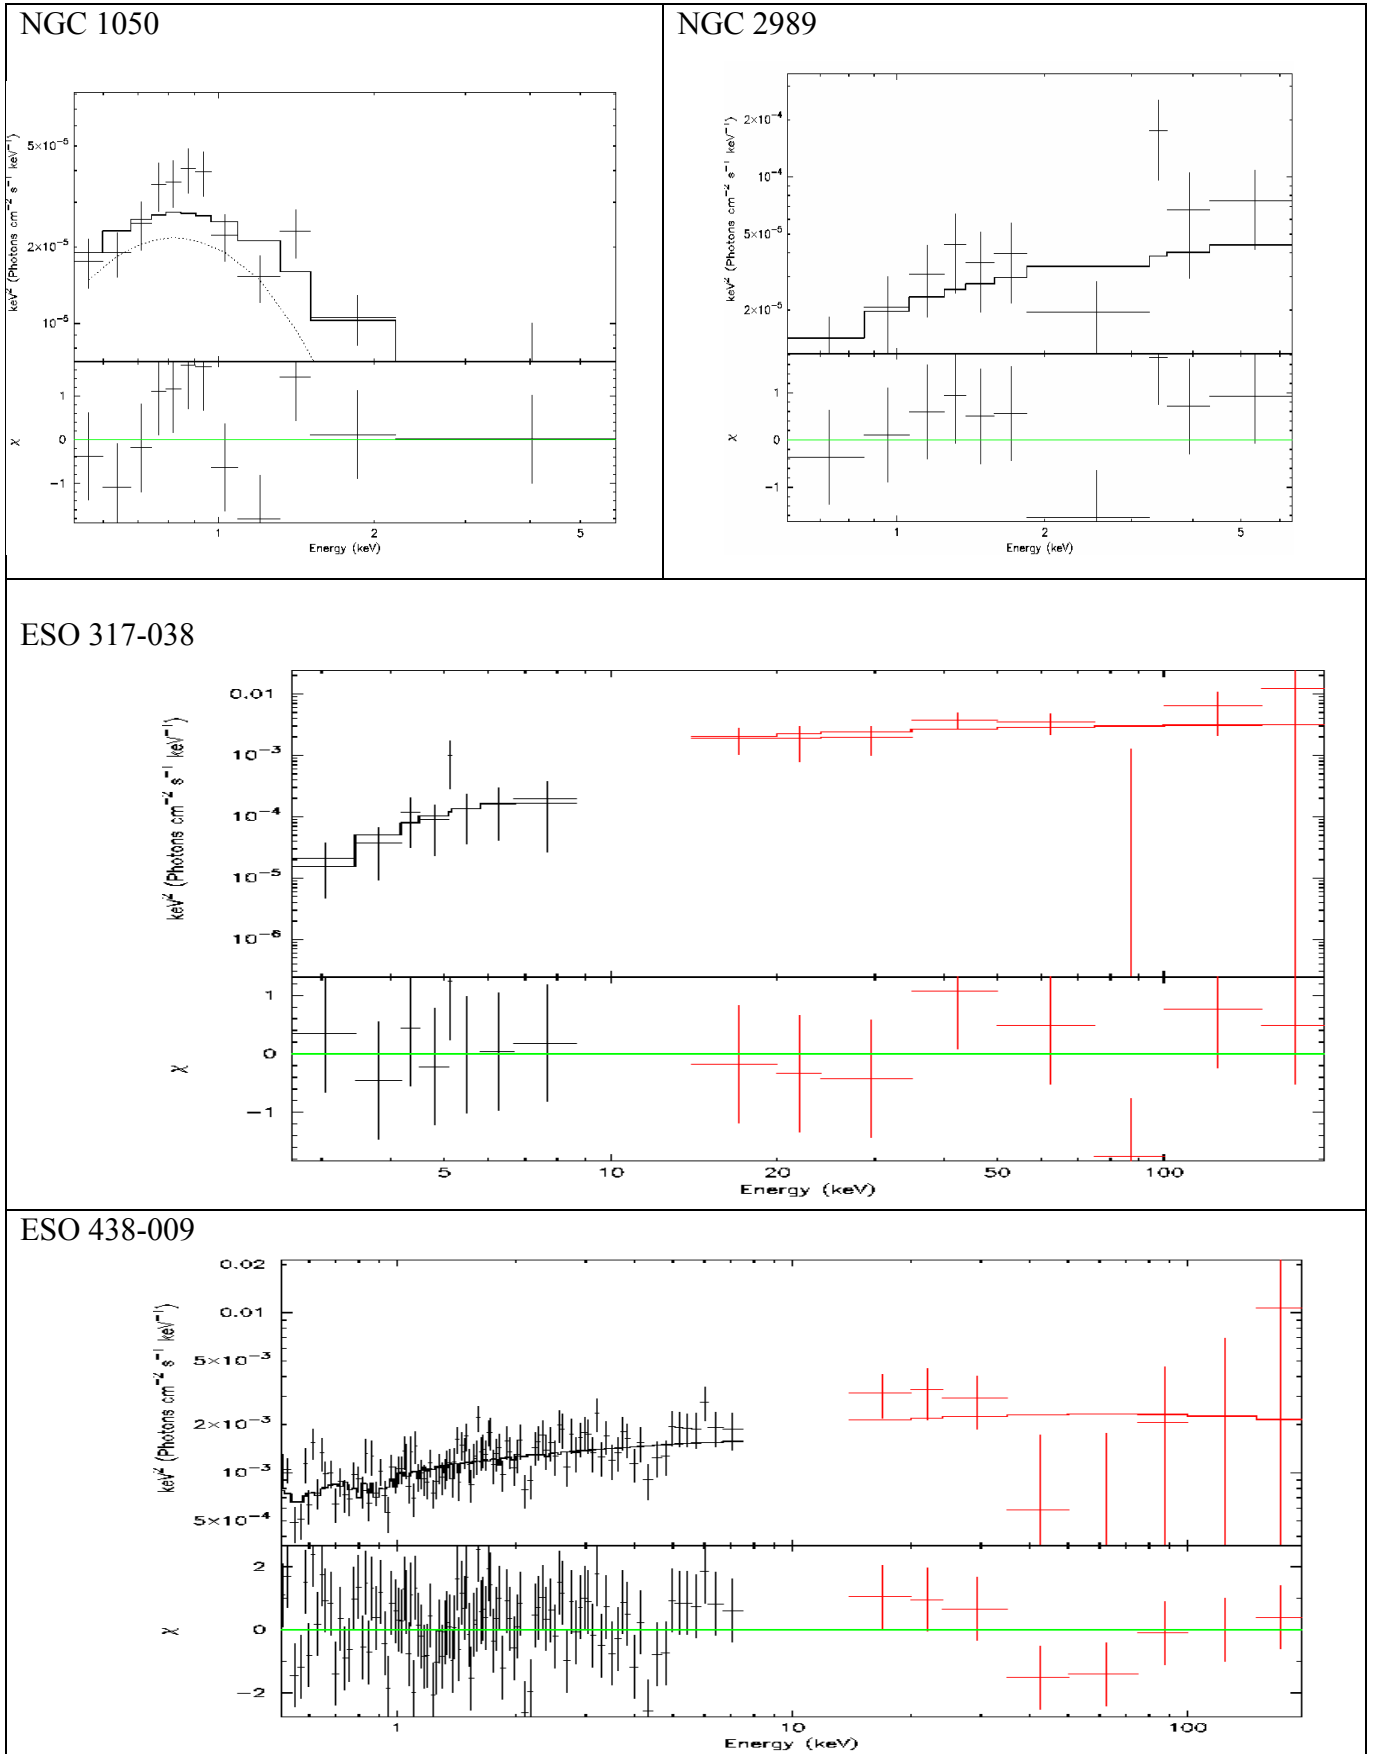 NGC 1050
NGC 2989
keV² (Photons cm⁻² s⁻¹ keV⁻¹)
5×10⁻⁵
2×10⁻⁵
10⁻⁵
χ
1
0
−1
1
2
5
Energy (keV)
keV² (Photons cm⁻² s⁻¹ keV⁻¹)
2×10⁻⁴
10⁻⁴
5×10⁻⁵
2×10⁻⁵
χ
1
0
−1
1
2
5
Energy (keV)
ESO 317-038
keV² (Photons cm⁻² s⁻¹ keV⁻¹)
0.01
10⁻³
10⁻⁴
10⁻⁵
10⁻⁶
χ
1
0
−1
5
10
20
50
100
Energy (keV)
ESO 438-009
keV² (Photons cm⁻² s⁻¹ keV⁻¹)
0.02
0.01
5×10⁻³
2×10⁻³
10⁻³
5×10⁻⁴
χ
2
0
−2
1
10
100
Energy (keV)